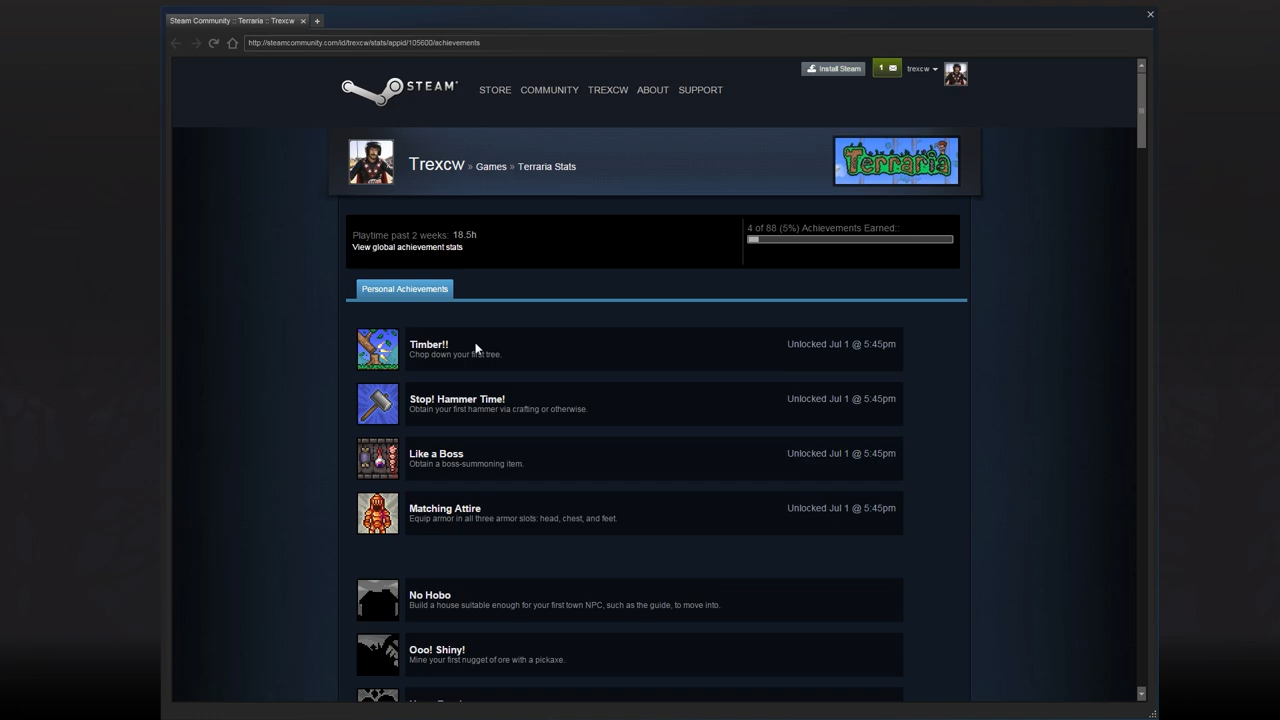 Steam Community :: Terraria :: Trexcw
http://steamcommunity.com/id/trexcw/stats/appid/105600/achievements
Install Steam
1
trexcw
STEAM
STORE COMMUNITY TREXCW ABOUT SUPPORT
Trexcw » Games » Terraria Stats
Terraria
Playtime past 2 weeks: 18.5h
View global achievement stats
4 of 88 (5%) Achievements Earned::
Personal Achievements
Timber!!
Chop down your first tree.
Unlocked Jul 1 @ 5:45pm
Stop! Hammer Time!
Obtain your first hammer via crafting or otherwise.
Unlocked Jul 1 @ 5:45pm
Like a Boss
Obtain a boss-summoning item.
Unlocked Jul 1 @ 5:45pm
Matching Attire
Equip armor in all three armor slots: head, chest, and feet.
Unlocked Jul 1 @ 5:45pm
No Hobo
Build a house suitable enough for your first town NPC, such as the guide, to move into.
Ooo! Shiny!
Mine your first nugget of ore with a pickaxe.